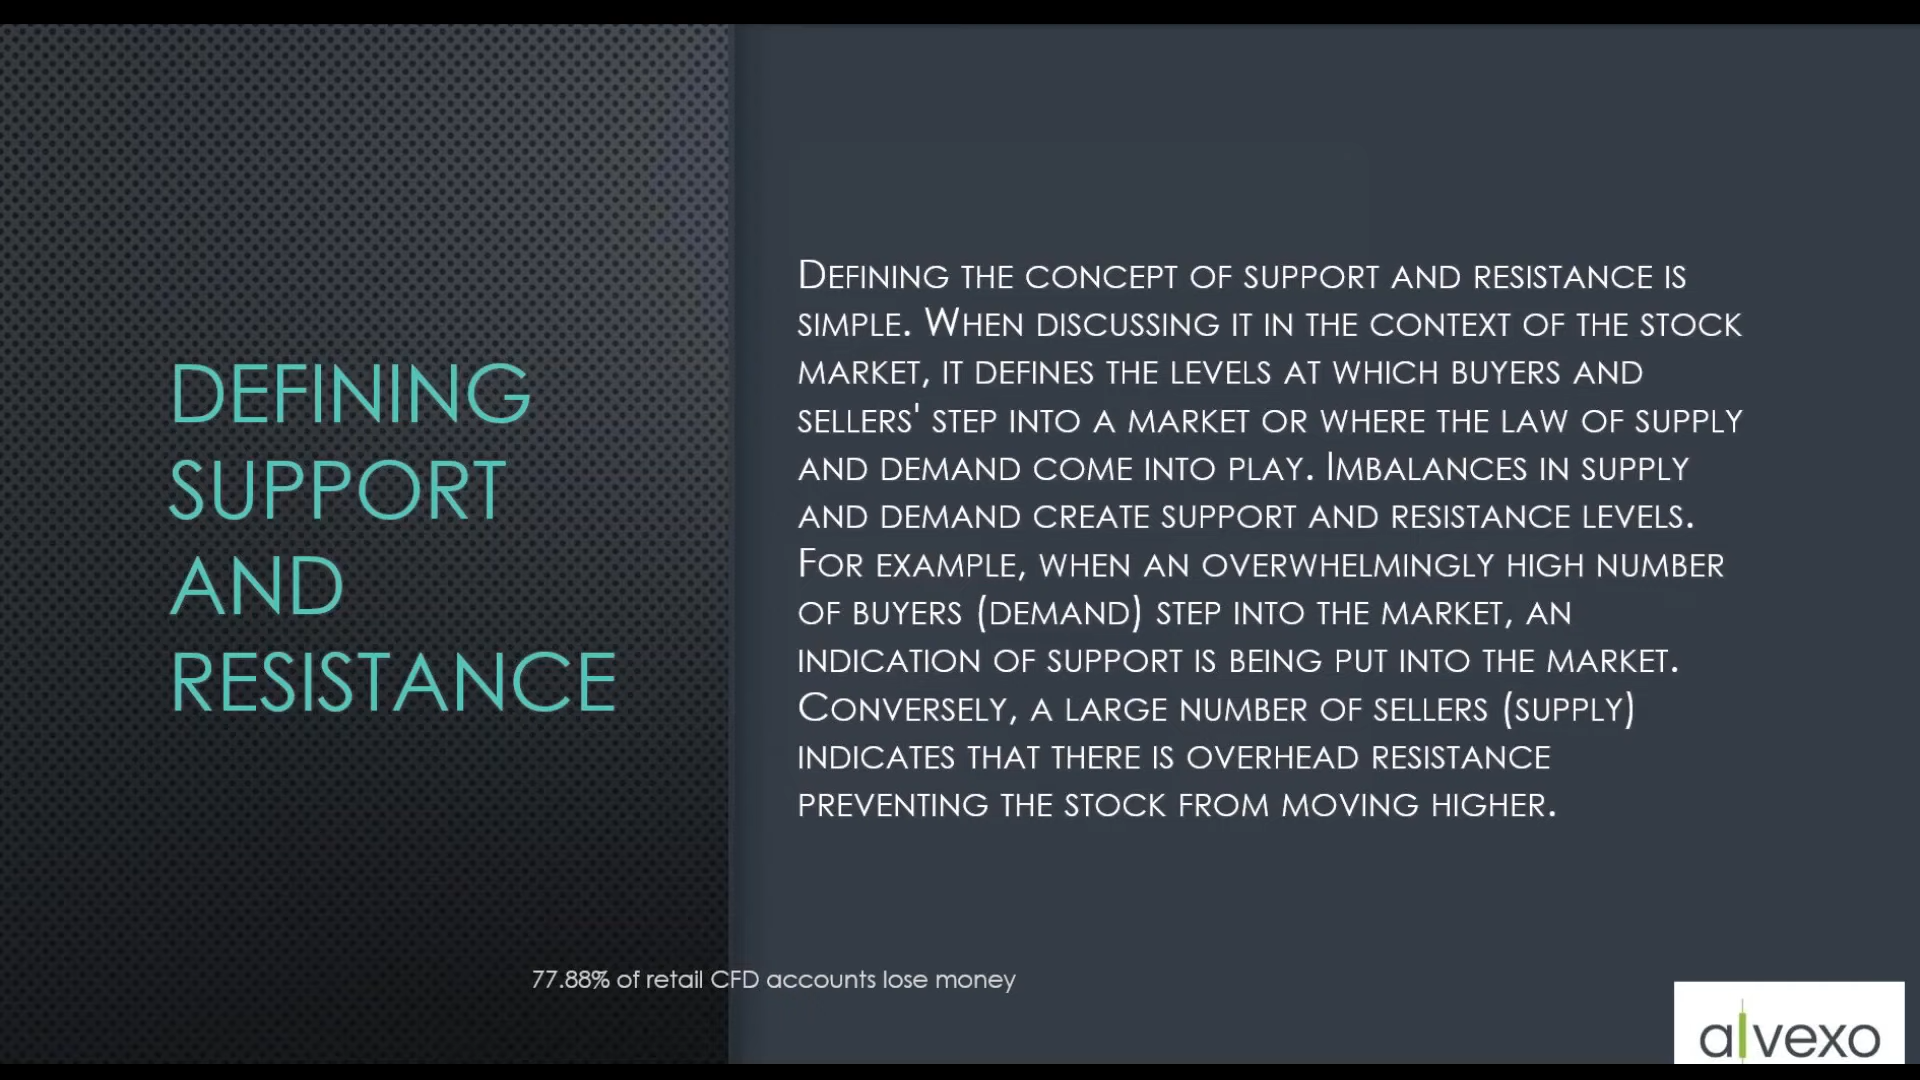 DEFINING
SUPPORT
AND
RESISTANCE
DEFINING THE CONCEPT OF SUPPORT AND RESISTANCE IS
SIMPLE. WHEN DISCUSSING IT IN THE CONTEXT OF THE STOCK
MARKET, IT DEFINES THE LEVELS AT WHICH BUYERS AND
SELLERS' STEP INTO A MARKET OR WHERE THE LAW OF SUPPLY
AND DEMAND COME INTO PLAY. IMBALANCES IN SUPPLY
AND DEMAND CREATE SUPPORT AND RESISTANCE LEVELS.
FOR EXAMPLE, WHEN AN OVERWHELMINGLY HIGH NUMBER
OF BUYERS (DEMAND) STEP INTO THE MARKET, AN
INDICATION OF SUPPORT IS BEING PUT INTO THE MARKET.
CONVERSELY, A LARGE NUMBER OF SELLERS (SUPPLY)
INDICATES THAT THERE IS OVERHEAD RESISTANCE
PREVENTING THE STOCK FROM MOVING HIGHER.
77.88% of retail CFD accounts lose money
alvexo